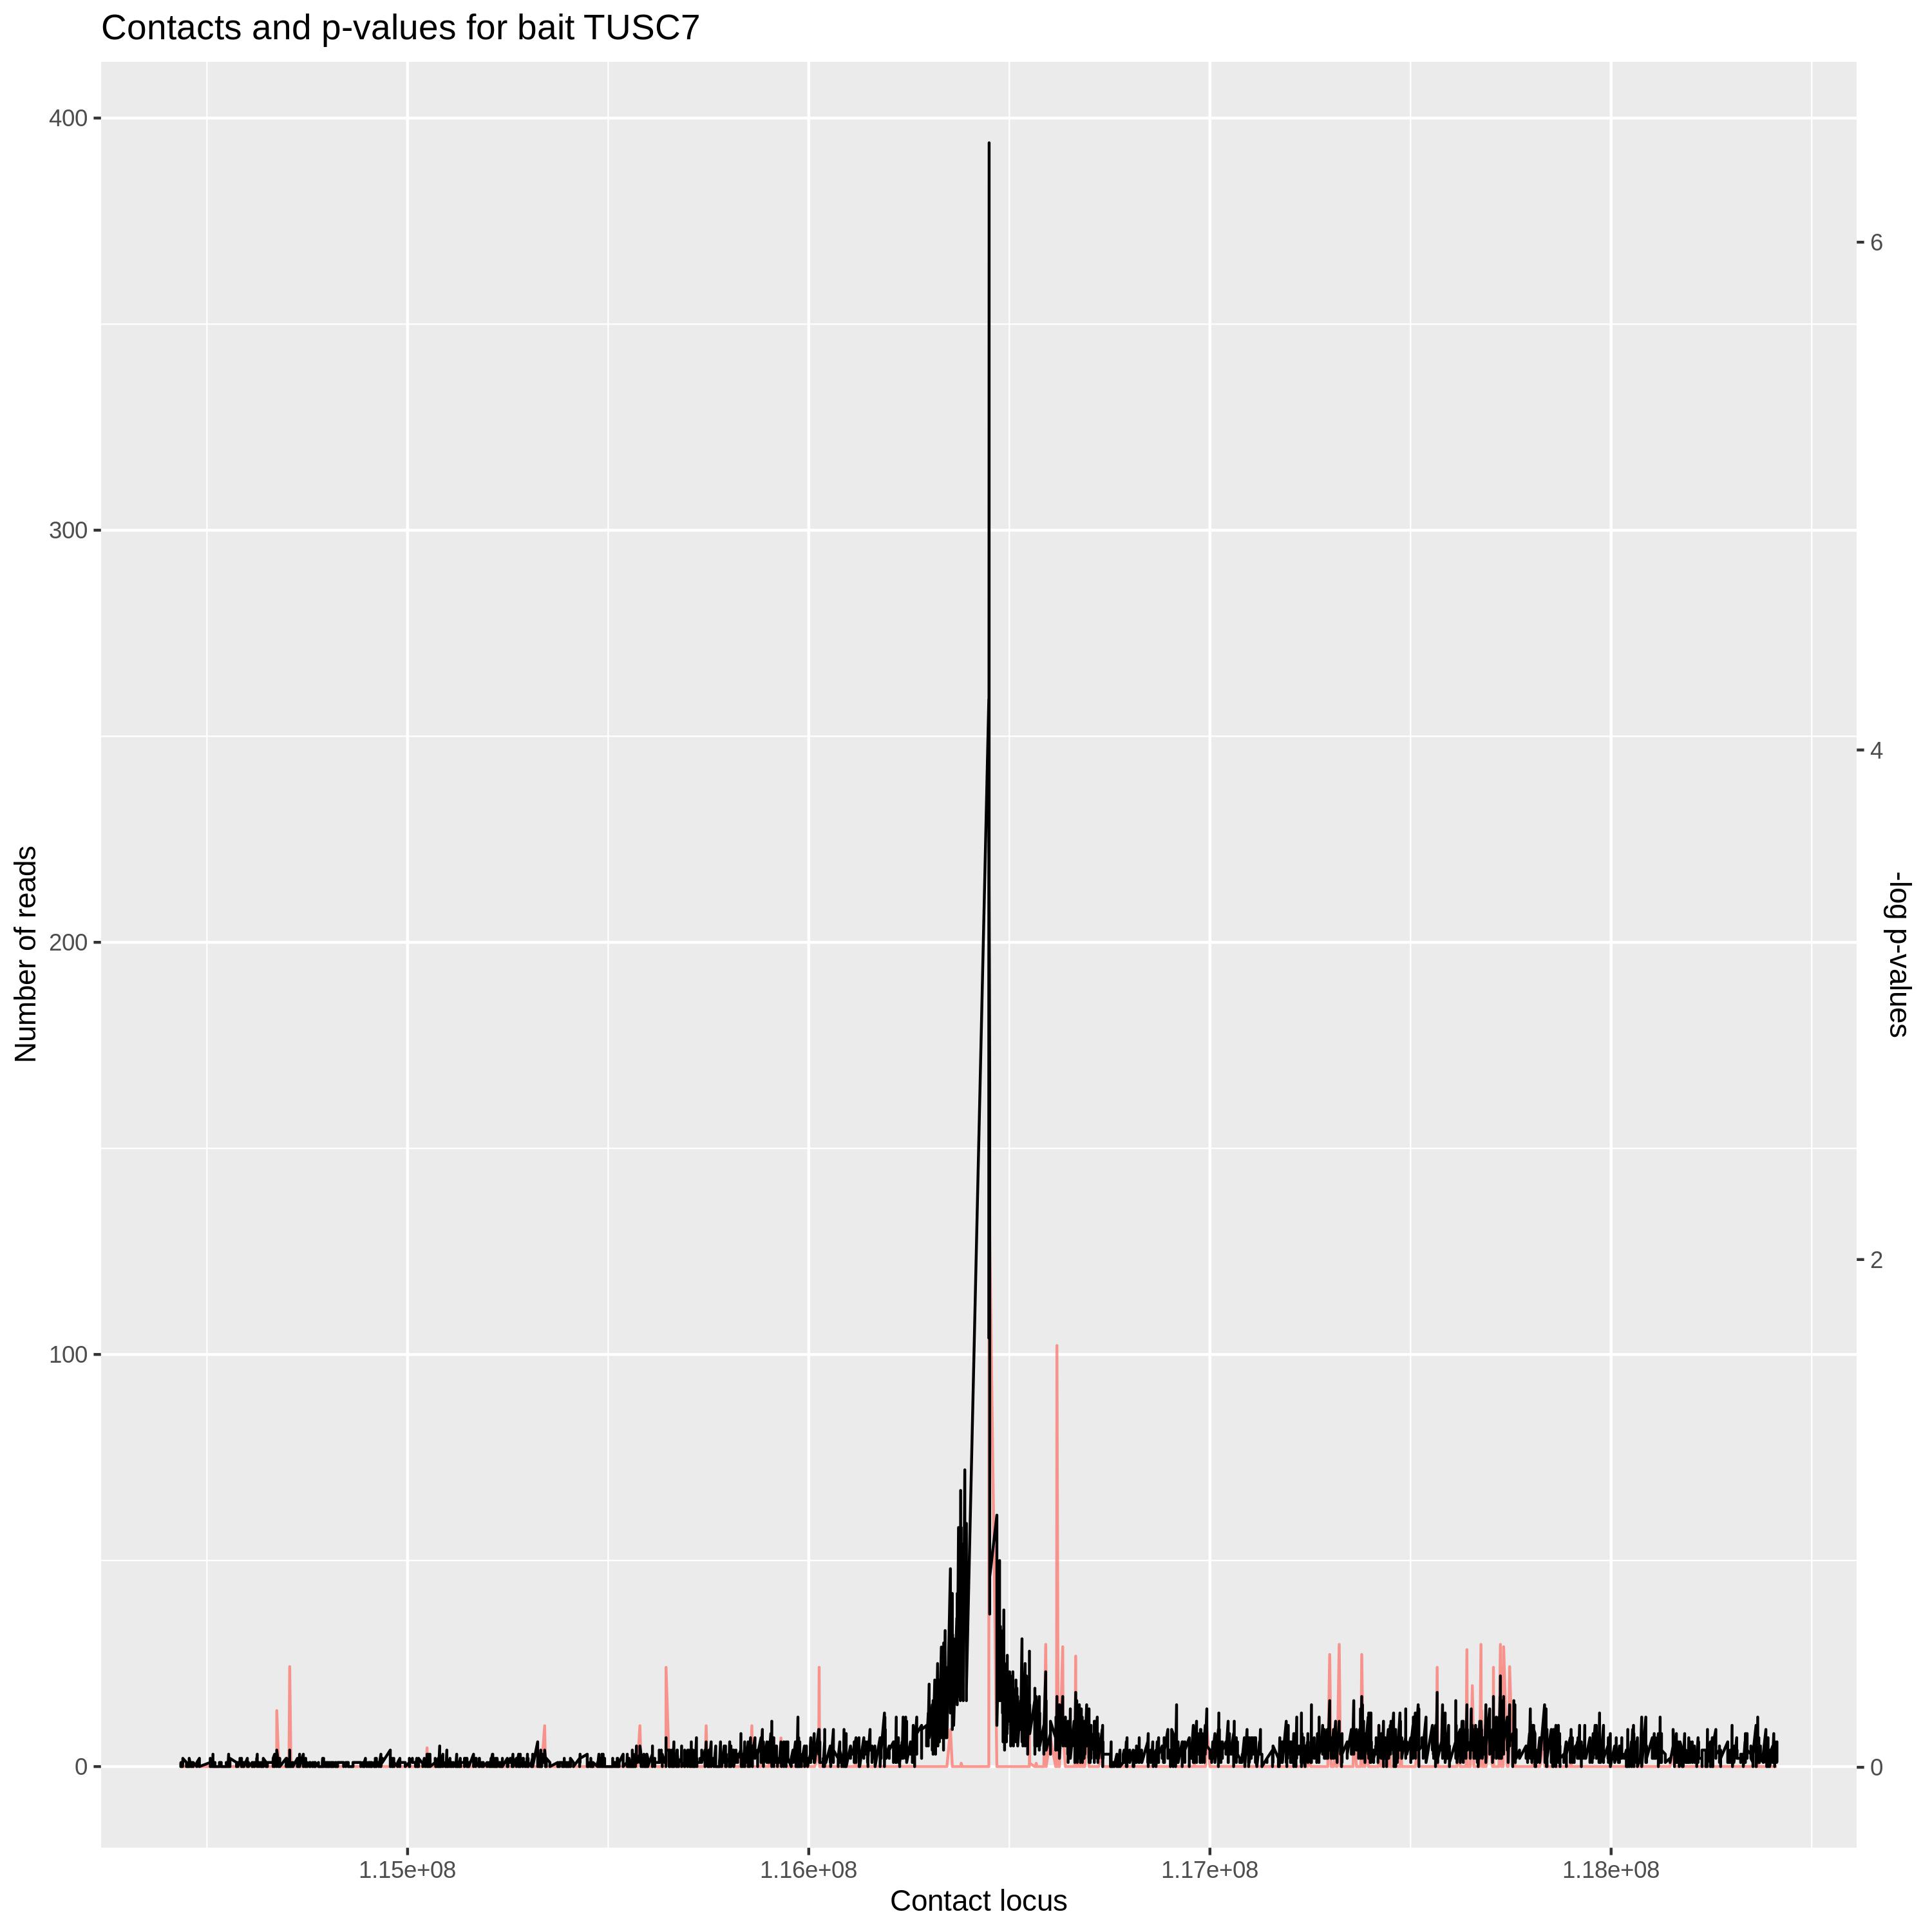 Contacts and p-values for bait TUSC7
400
300
200
100
0
Number of reads
6
4
2
0
-log p-values
1.15e+08
1.16e+08
1.17e+08
1.18e+08
Contact locus